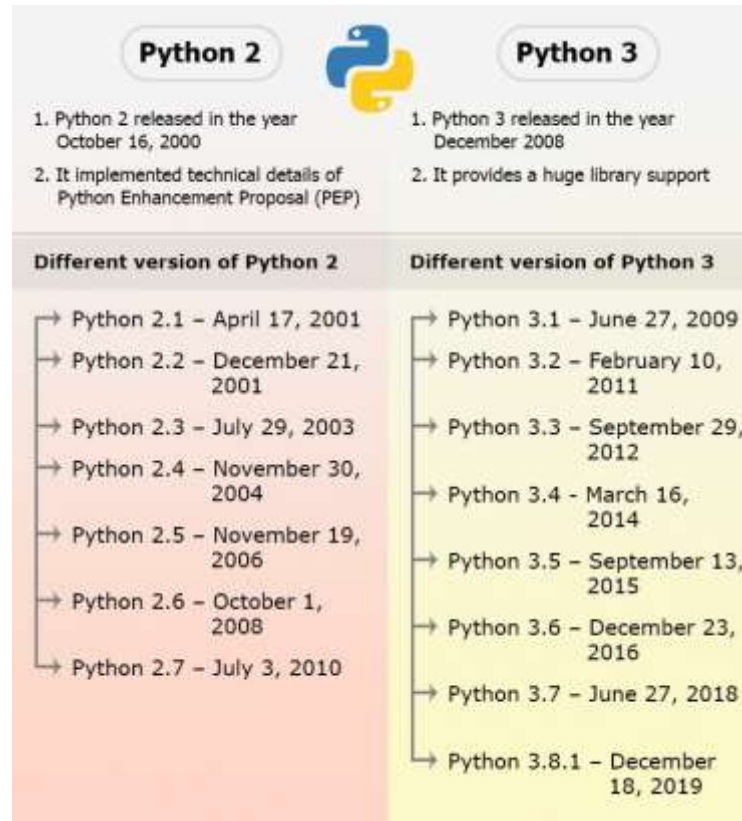 Python 2
1. Python 2 released in the year
October 16, 2000
2. It implemented technical details of
Python Enhancement Proposal (PEP)
Different version of Python 2
Python 2.1 – April 17, 2001
Python 2.2 – December 21,
2001
Python 2.3 – July 29, 2003
Python 2.4 – November 30,
2004
Python 2.5 – November 19,
2006
Python 2.6 – October 1,
2008
Python 2.7 – July 3, 2010
Python 3
1. Python 3 released in the year
December 2008
2. It provides a huge library support
Different version of Python 3
Python 3.1 – June 27, 2009
Python 3.2 – February 10,
2011
Python 3.3 – September 29,
2012
Python 3.4 - March 16,
2014
Python 3.5 – September 13,
2015
Python 3.6 – December 23,
2016
Python 3.7 – June 27, 2018
Python 3.8.1 – December
18, 2019